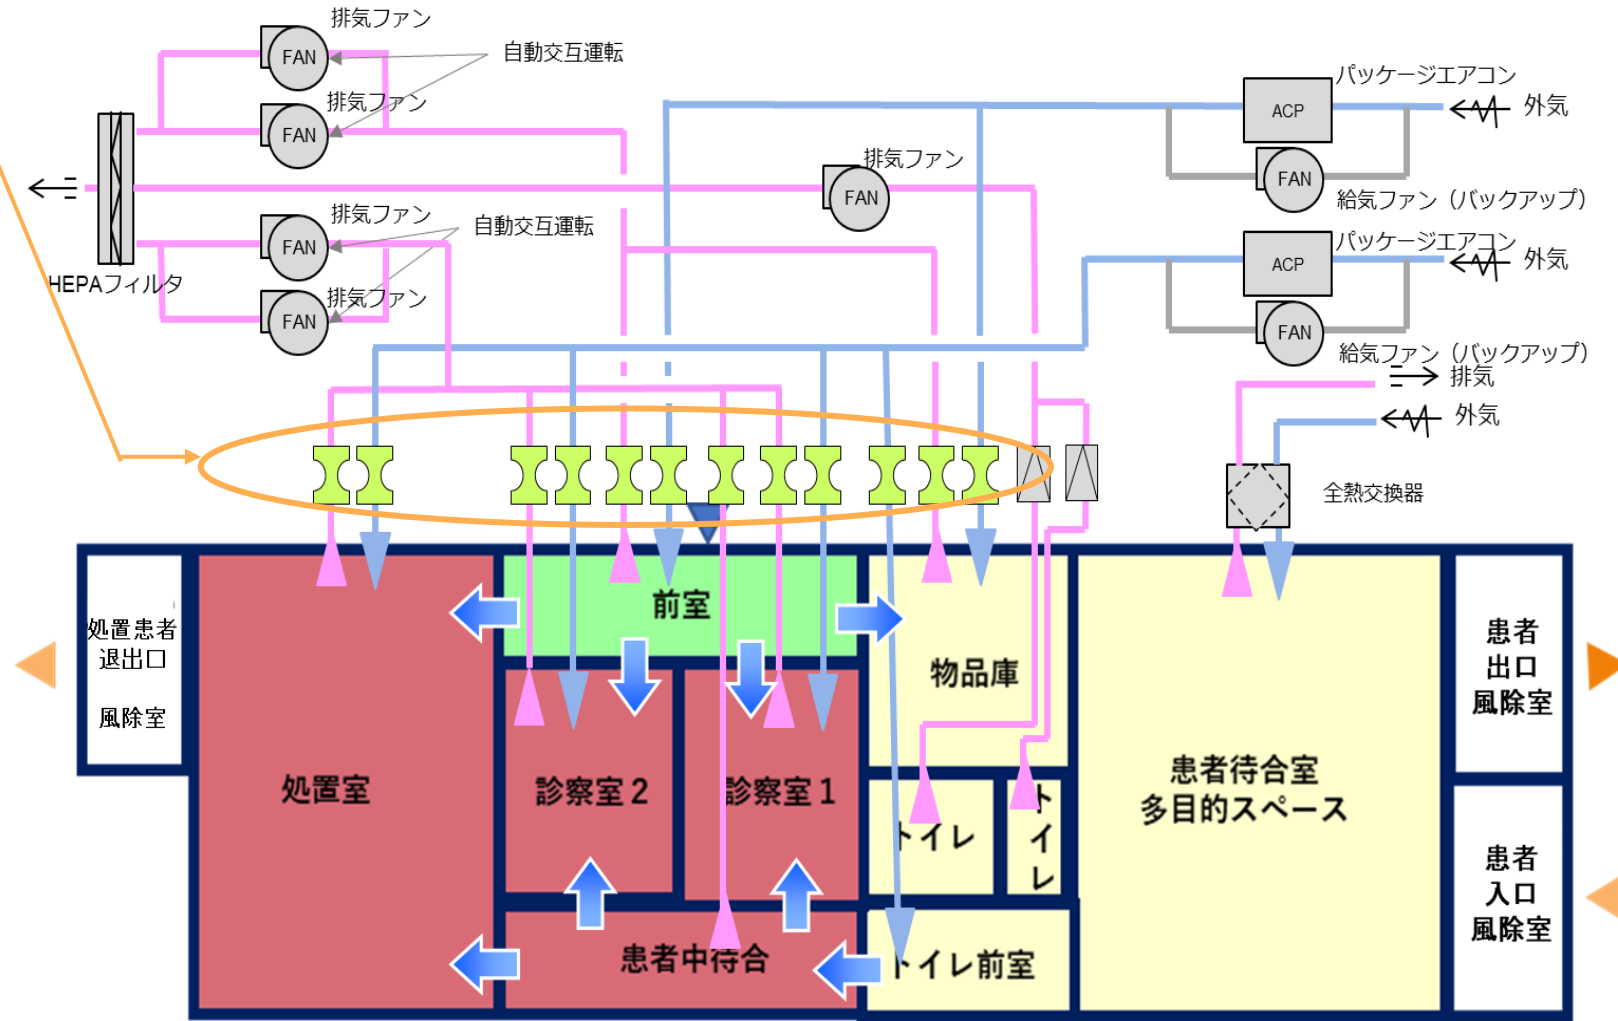 排気ファン
FAN
自動交互運転
排気ファン
FAN
パッケージエアコン
ACP
外気
排気ファン
FAN
FAN
給気ファン（バックアップ）
排気ファン
FAN
自動交互運転
パッケージエアコン
ACP
外気
HEPAフィルタ
排気ファン
FAN
FAN
給気ファン（バックアップ）
排気
外気
全熱交換器
処置患者
退出口
風除室
前室
物品庫
患者
出口
風除室
処置室
診察室２
診察室１
トイレ
トイレ
患者待合室
多目的スペース
患者
入口
風除室
患者中待合
トイレ前室